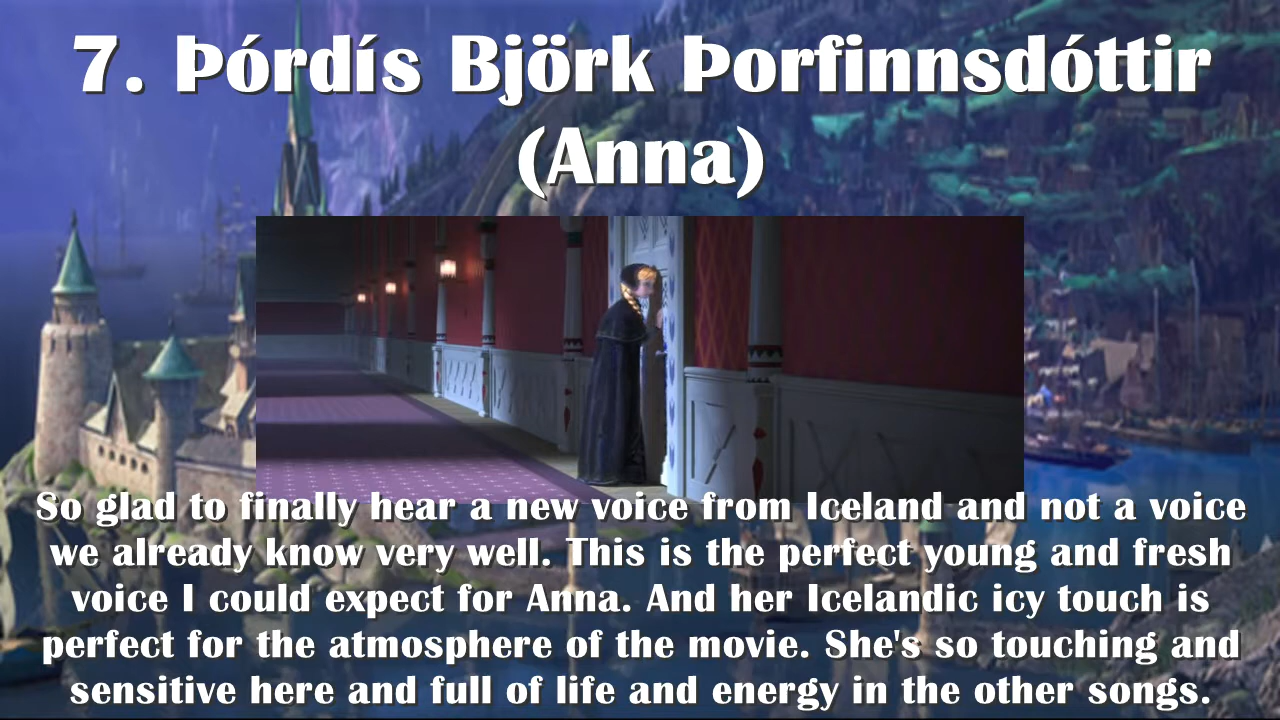 7. Þórdís Björk Þorfinnsdóttir
(Anna)
So glad to finally hear a new voice from Iceland and not a voice
we already know very well. This is the perfect young and fresh
voice I could expect for Anna. And her Icelandic icy touch is
perfect for the atmosphere of the movie. She's so touching and
sensitive here and full of life and energy in the other songs.